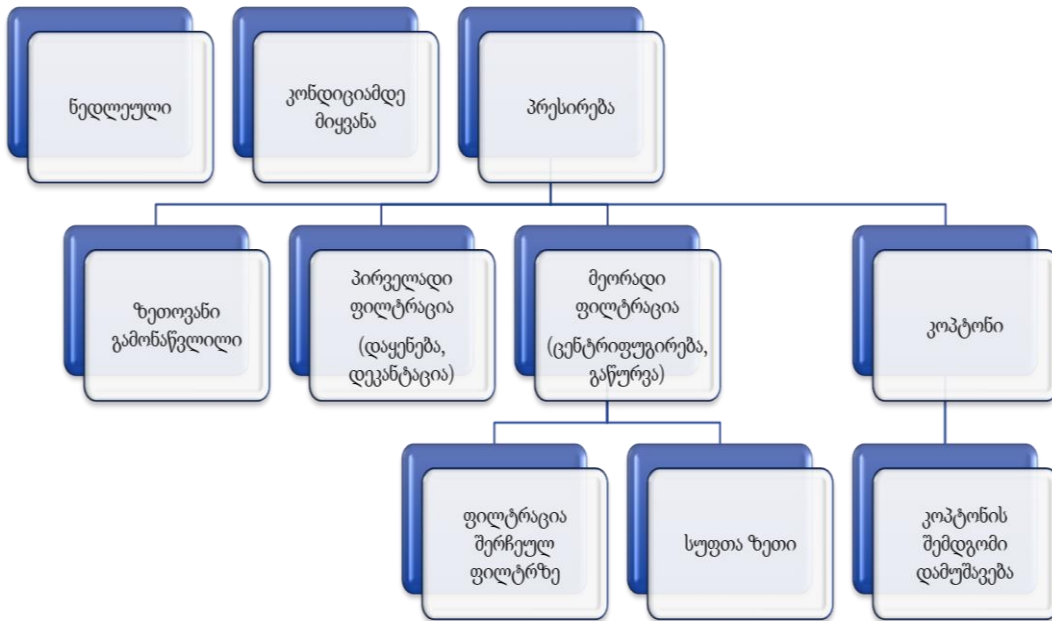 ნედლეული
კონდიციამდე
მიყვანა
პრესირება
ზეთოვანი
გამონაწვლილი
პირველადი
ფილტრაცია
(დაყენება,
დეკანტაცია)
მეორადი
ფილტრაცია
(ცენტრიფუგირება,
გაწურვა)
კოპტონი
ფილტრაცია
შერჩეულ
ფილტრზე
სუფთა ზეთი
კოპტონის
შემდგომი
დამუშავება